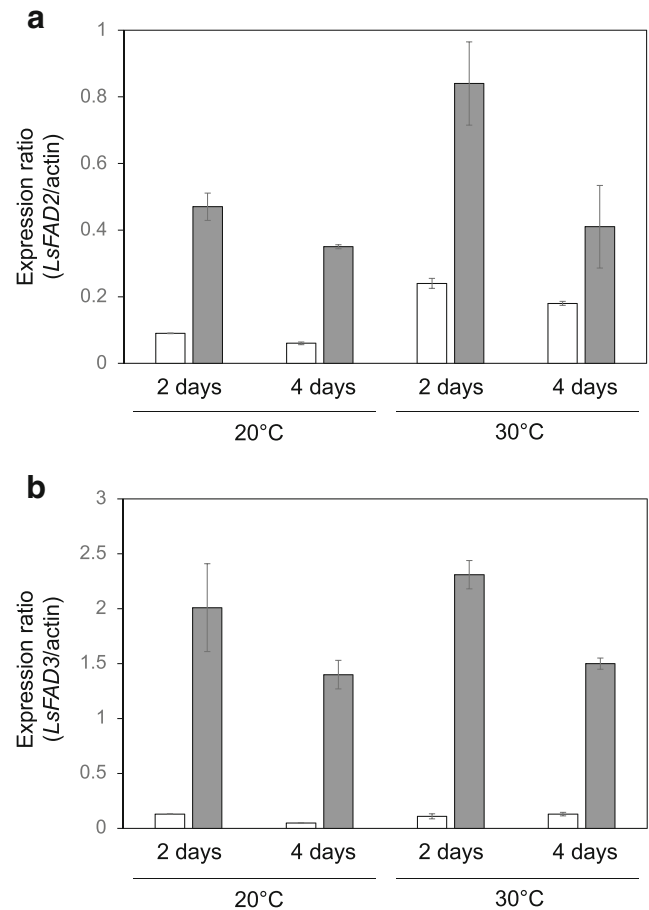 a
Expression ratio
(LsFAD2/actin)
1
0.8
0.6
0.4
0.2
0
2 days 4 days 2 days 4 days
20°C 30°C
b
Expression ratio
(LsFAD3/actin)
3
2.5
2
1.5
1
0.5
0
2 days 4 days 2 days 4 days
20°C 30°C